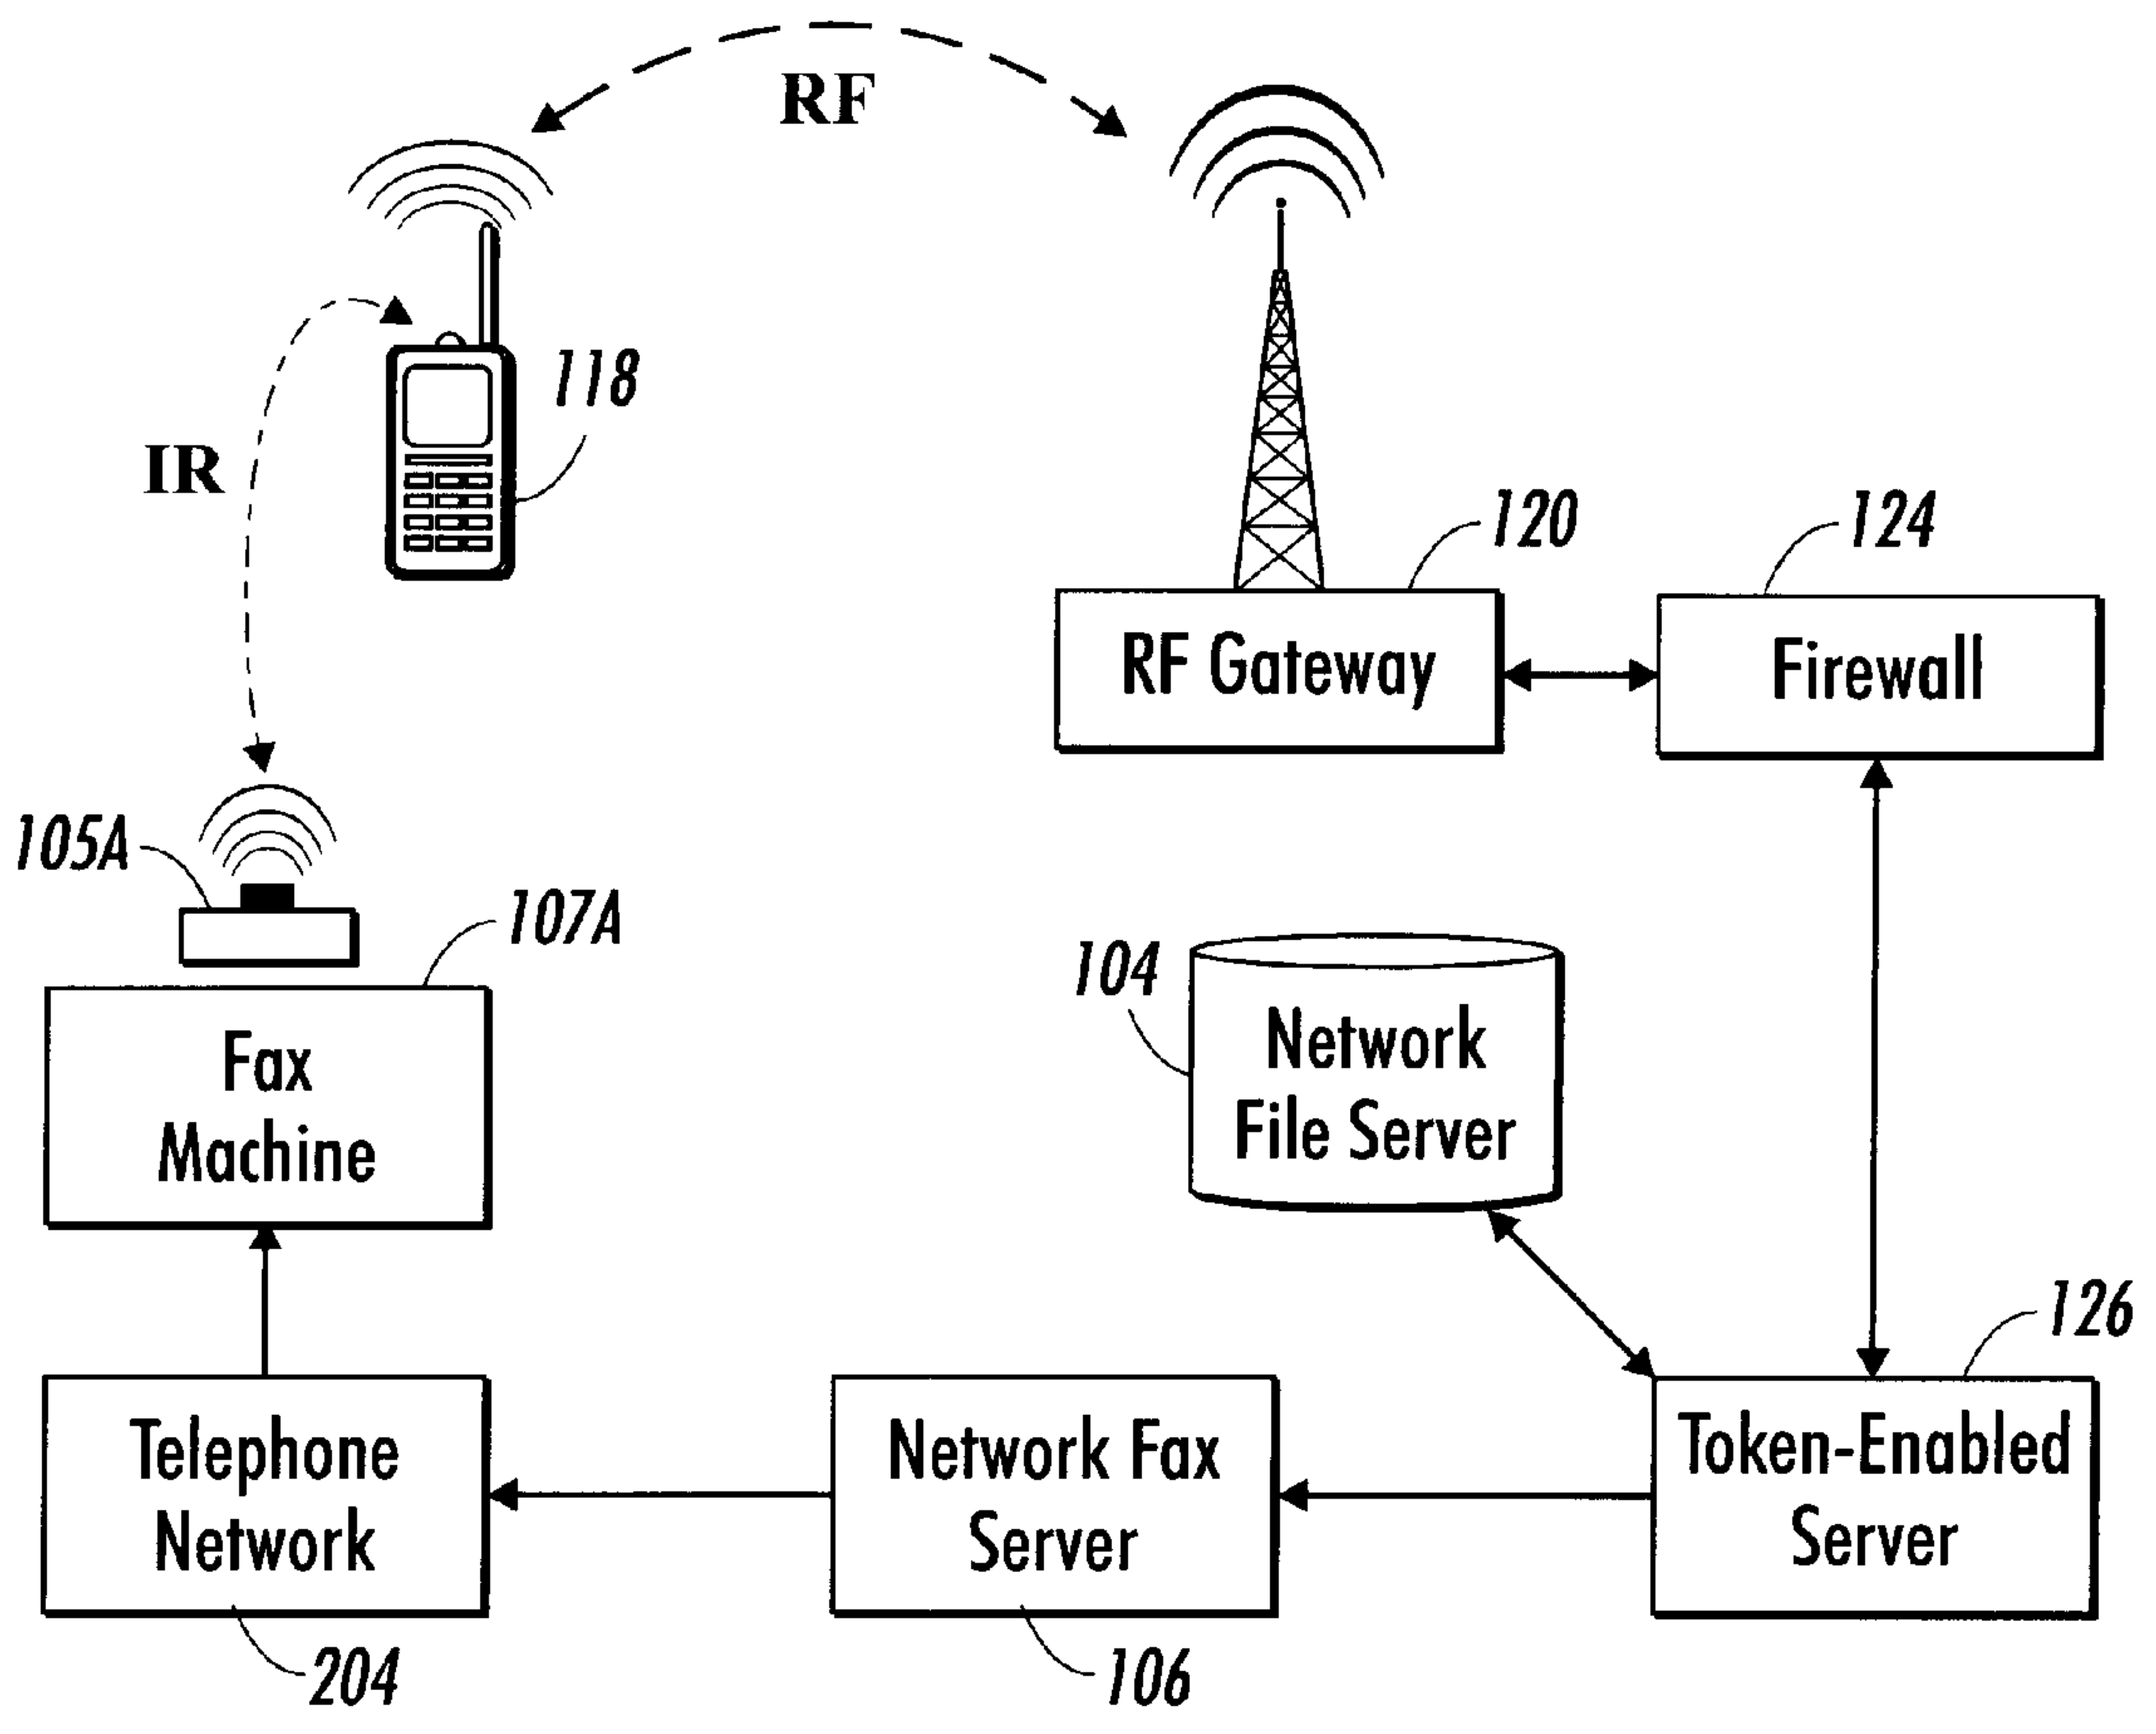 RF
118
IR
120
124
RF Gateway
Firewall
105A
107A
104
Network
File Server
Fax
Machine
126
Telephone
Network
Network Fax
Server
Token-Enabled
Server
204
106